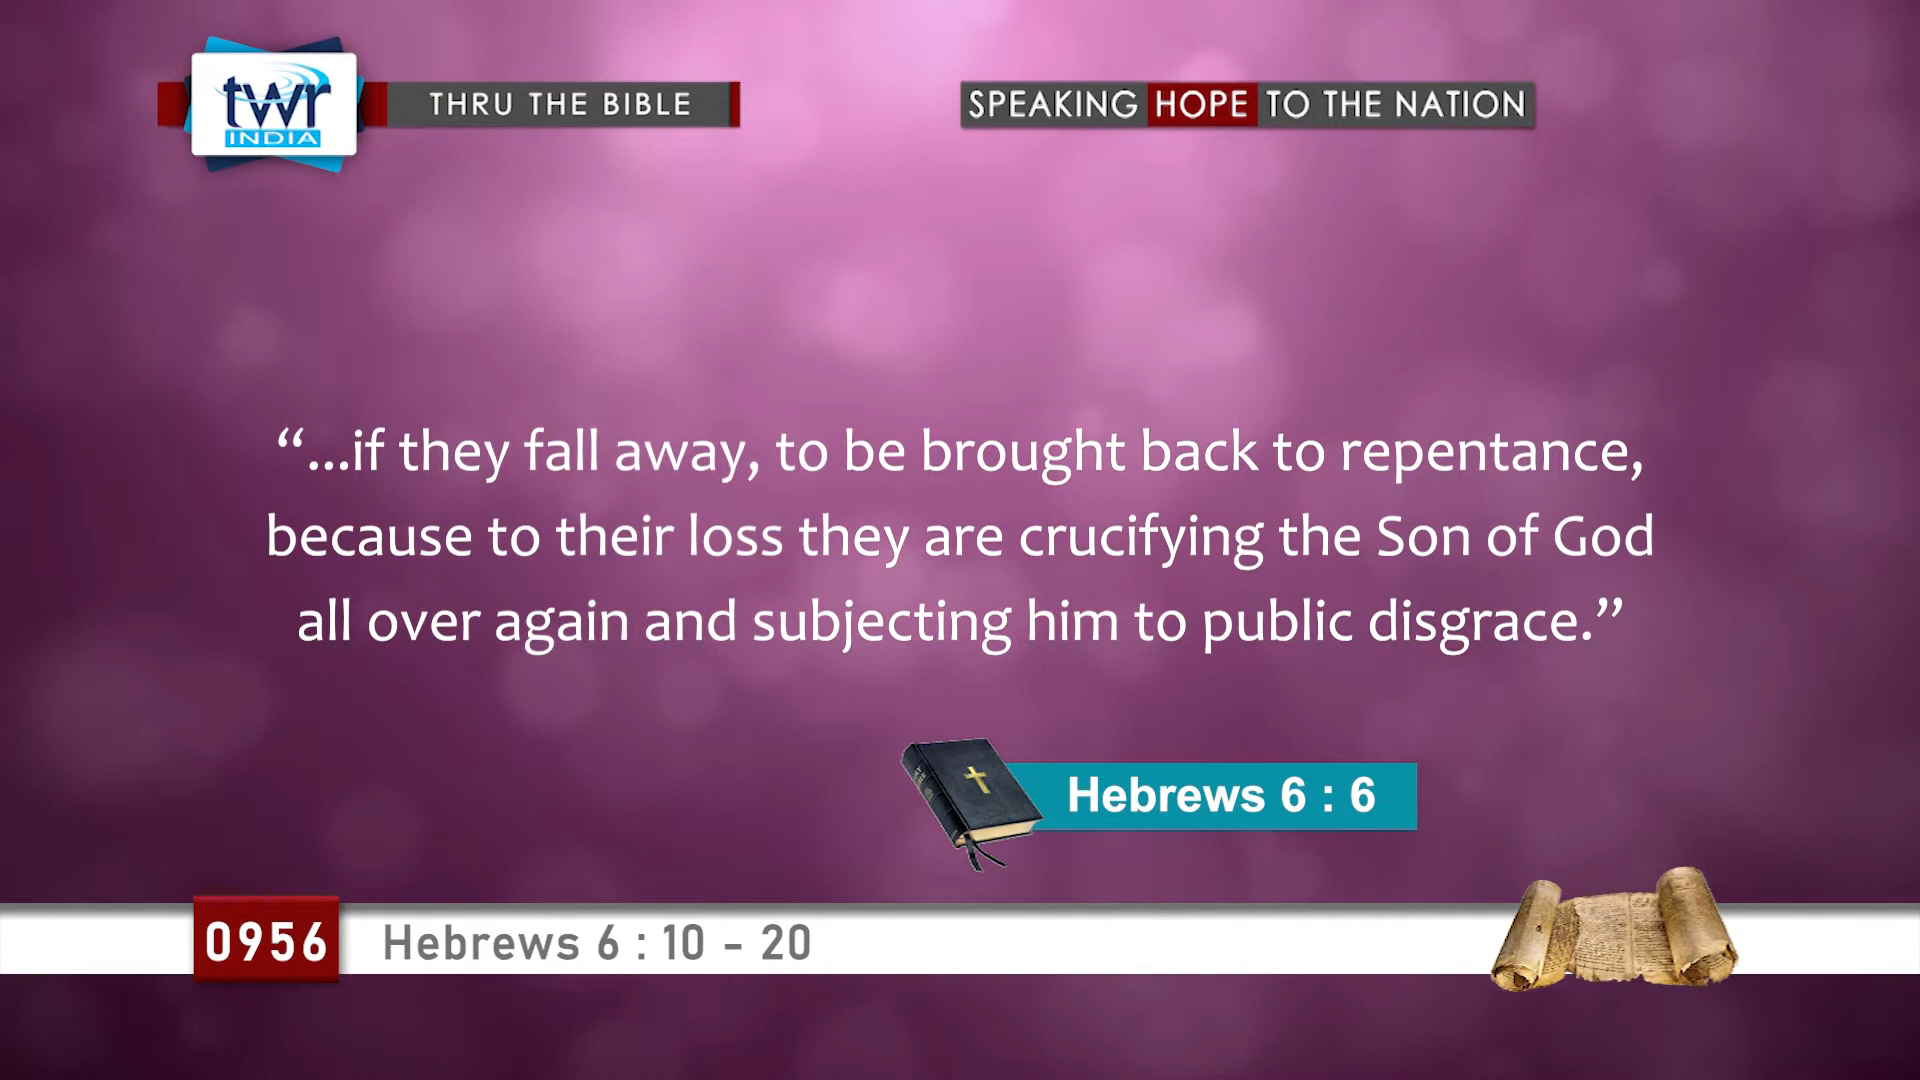 twr
INDIA
THRU THE BIBLE
SPEAKING HOPE TO THE NATION
“...if they fall away, to be brought back to repentance,
because to their loss they are crucifying the Son of God
all over again and subjecting him to public disgrace.”
Hebrews 6 : 6
0956
Hebrews 6 : 10 - 20